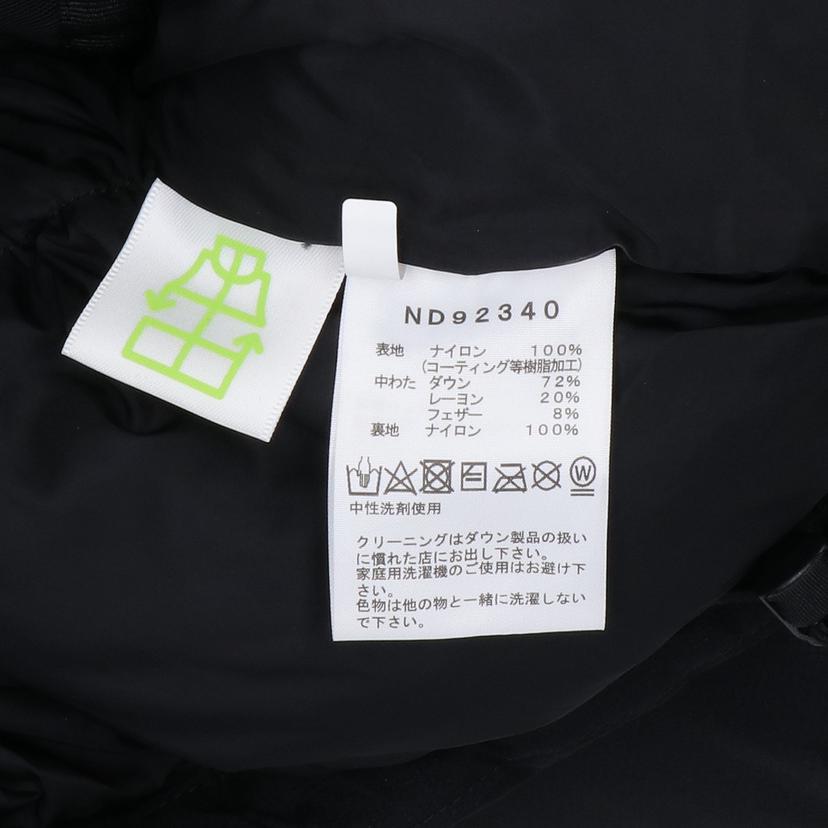 ND92340
表地 ナイロン 100%
(コーティング等樹脂加工)
中わた ダウン 72%
レーヨン 20%
フェザー 8%
裏地 ナイロン 100%
W
中性洗剤使用
クリーニングはダウン製品の扱い
に慣れた店にお出し下さい。
家庭用洗濯機のご使用はお避け下
さい。
色物は他の物と一緒に洗濯しない
で下さい。